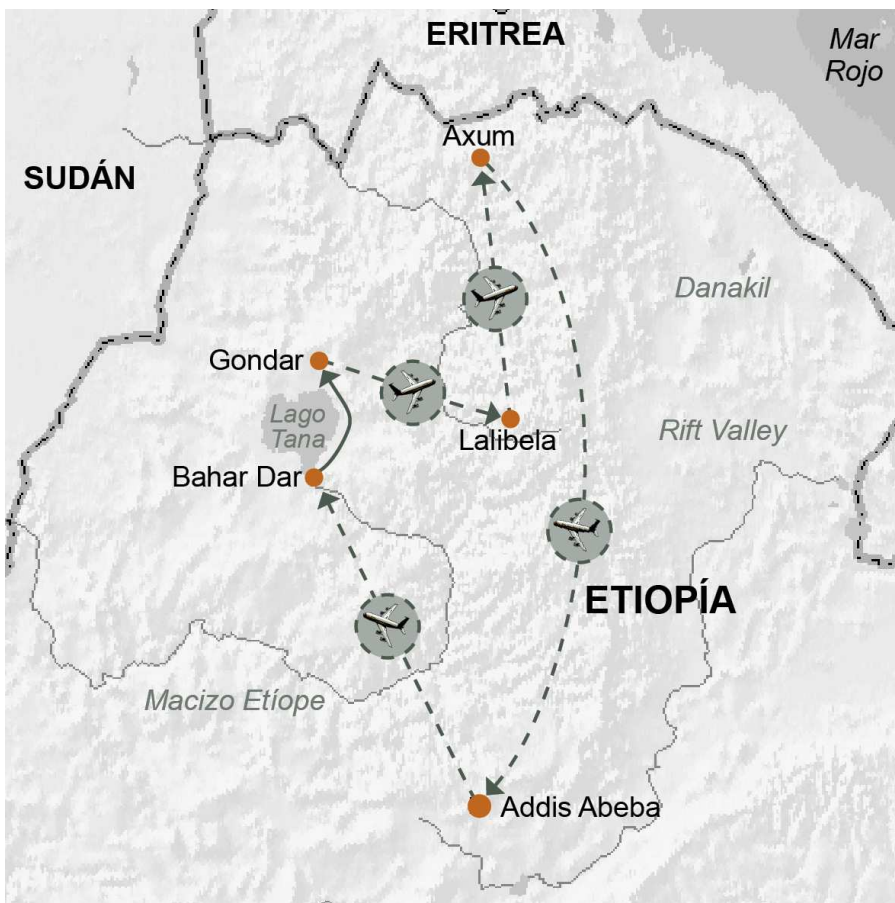 ERITREA
Mar
Rojo
Axum
SUDÁN
Danakil
Gondar
Lago
Tana
Lalibela
Rift Valley
Bahar Dar
ETIOPÍA
Macizo Etíope
Addis Abeba